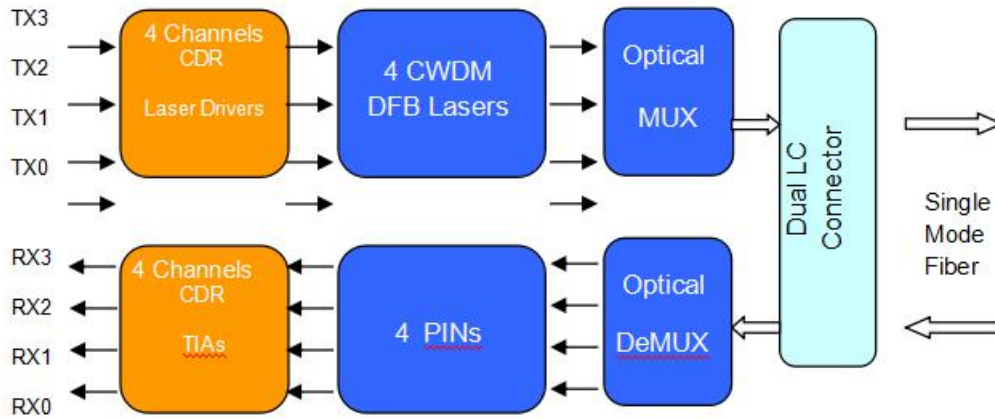 TX3
TX2
TX1
TX0
4 Channels
CDR
Laser Drivers
4 CWDM
DFB Lasers
Optical
MUX
Dual LC
Connector
Single
Mode
Fiber
RX3
RX2
RX1
RX0
4 Channels
CDR
TIAs
4 PINs
Optical
DeMUX